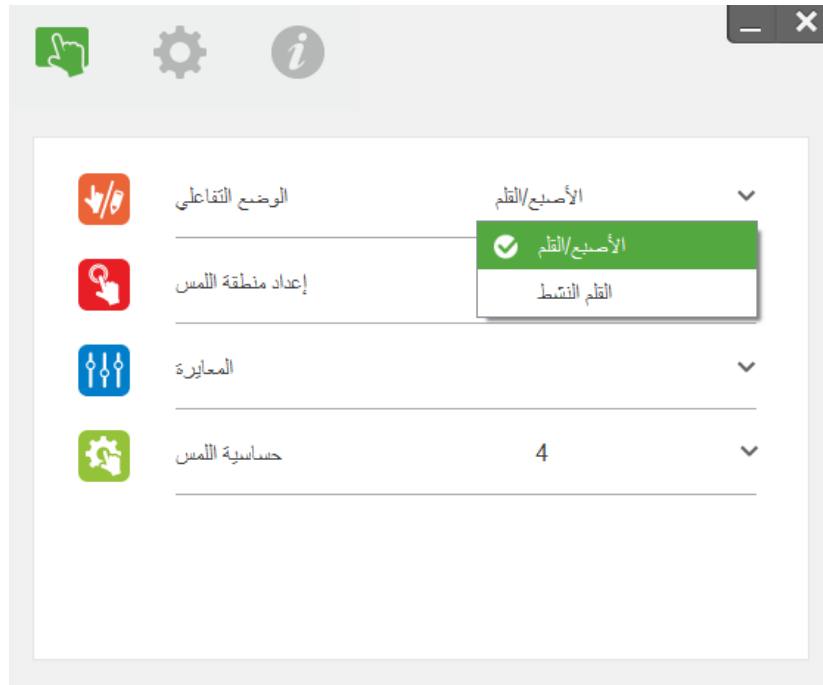 الوضع التفاعلي
الأصبع/القلم
الأصبع/القلم
القلم النشط
إعداد منطقة اللمس
المعايرة
حساسية اللمس
4